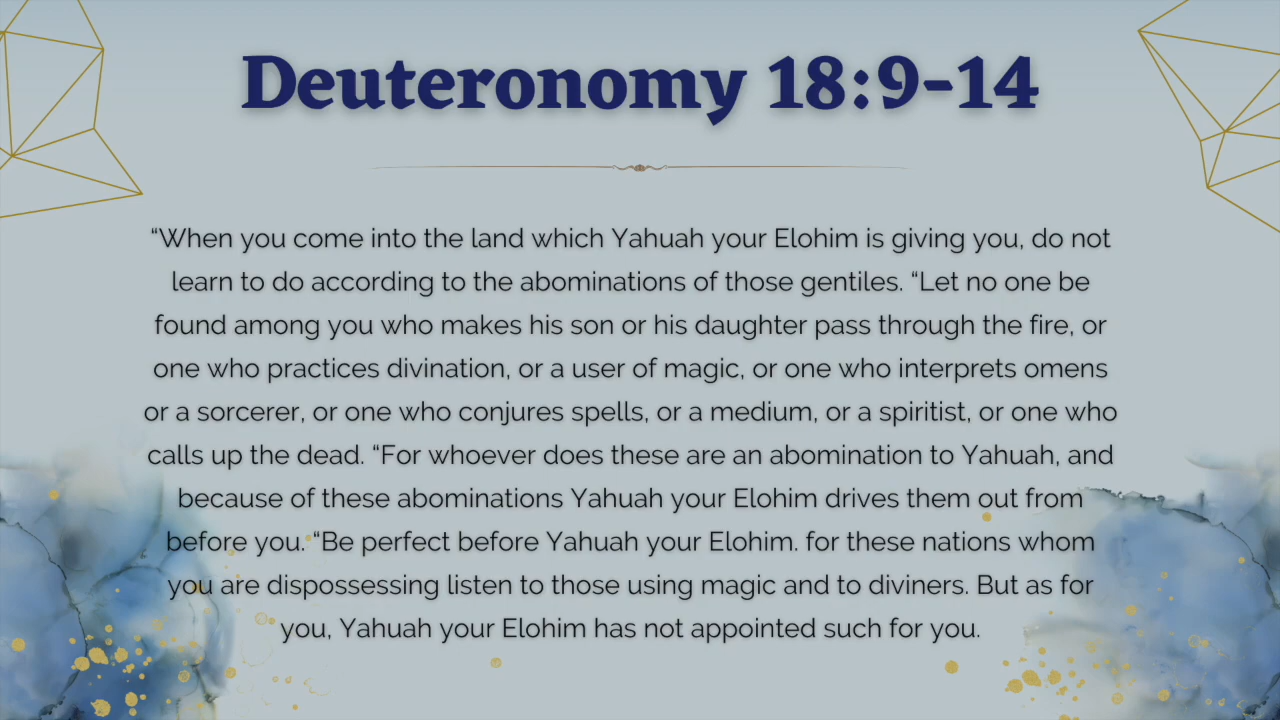 Deuteronomy 18:9-14
“When you come into the land which Yahuah your Elohim is giving you, do not
learn to do according to the abominations of those gentiles. “Let no one be
found among you who makes his son or his daughter pass through the fire, or
one who practices divination, or a user of magic, or one who interprets omens
or a sorcerer, or one who conjures spells, or a medium, or a spiritist, or one who
calls up the dead. “For whoever does these are an abomination to Yahuah, and
because of these abominations Yahuah your Elohim drives them out from
before you. “Be perfect before Yahuah your Elohim. for these nations whom
you are dispossessing listen to those using magic and to diviners. But as for
you, Yahuah your Elohim has not appointed such for you.